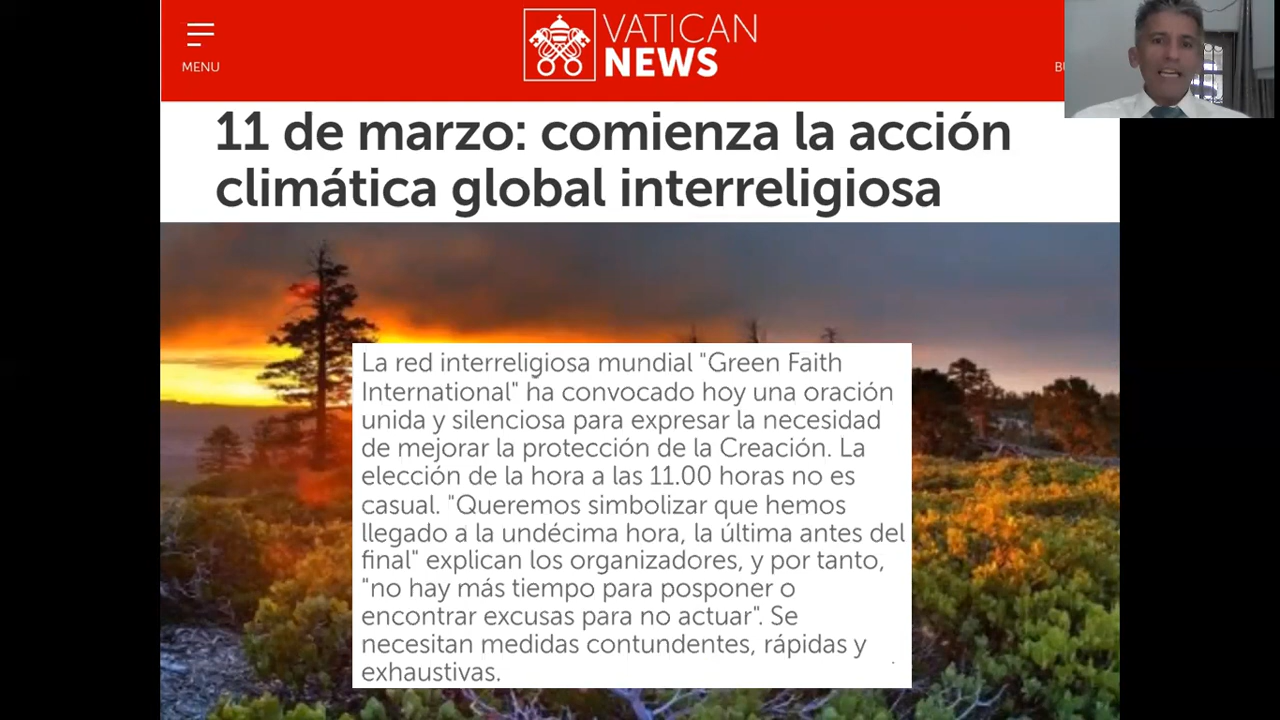 MENU
VATICAN
NEWS
BU
11 de marzo: comienza la acción
climática global interreligiosa
La red interreligiosa mundial "Green Faith
International" ha convocado hoy una oración
unida y silenciosa para expresar la necesidad
de mejorar la protección de la Creación. La
elección de la hora a las 11.00 horas no es
casual. "Queremos simbolizar que hemos
llegado a la undécima hora, la última antes del
final" explican los organizadores, y por tanto,
"no hay más tiempo para posponer o
encontrar excusas para no actuar". Se
necesitan medidas contundentes, rápidas y
exhaustivas.